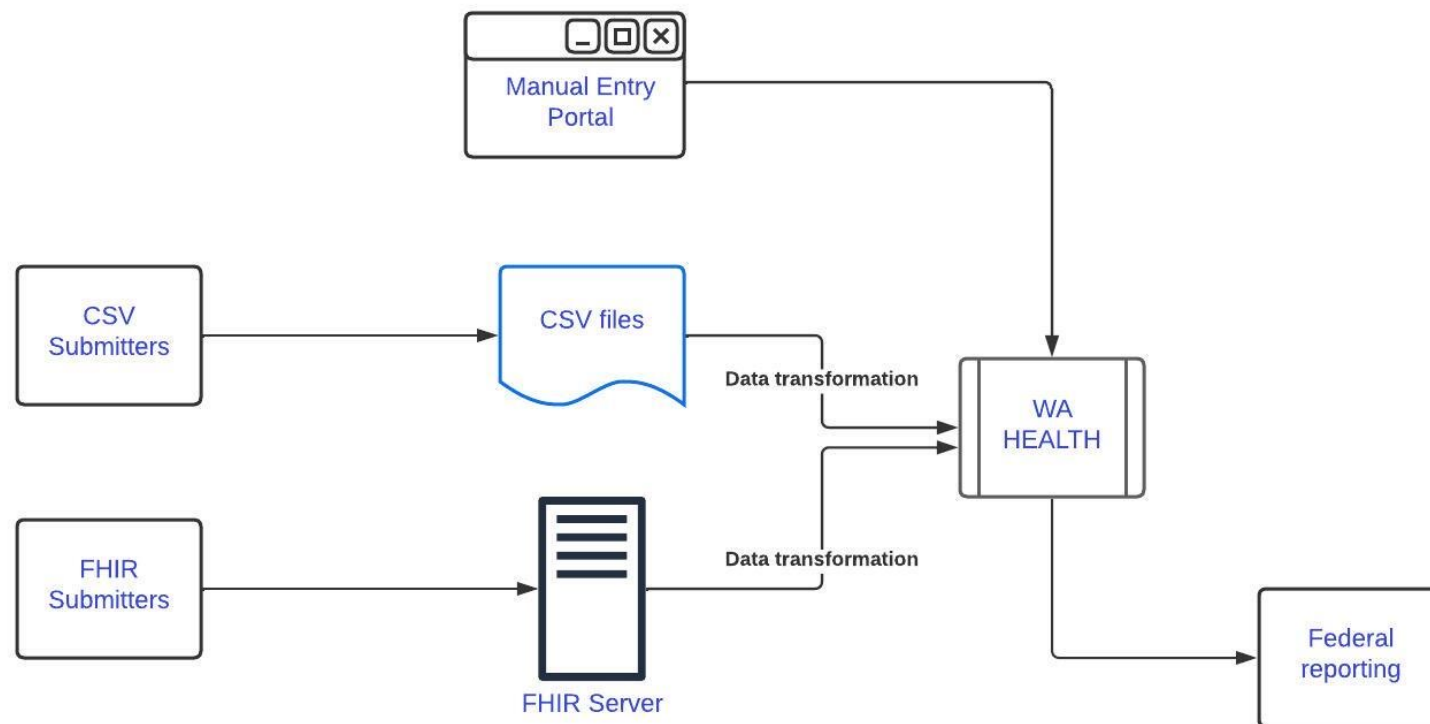 Manual Entry
Portal
CSV
Submitters
CSV files
Data transformation
WA
HEALTH
FHIR
Submitters
Data transformation
FHIR Server
Federal
reporting